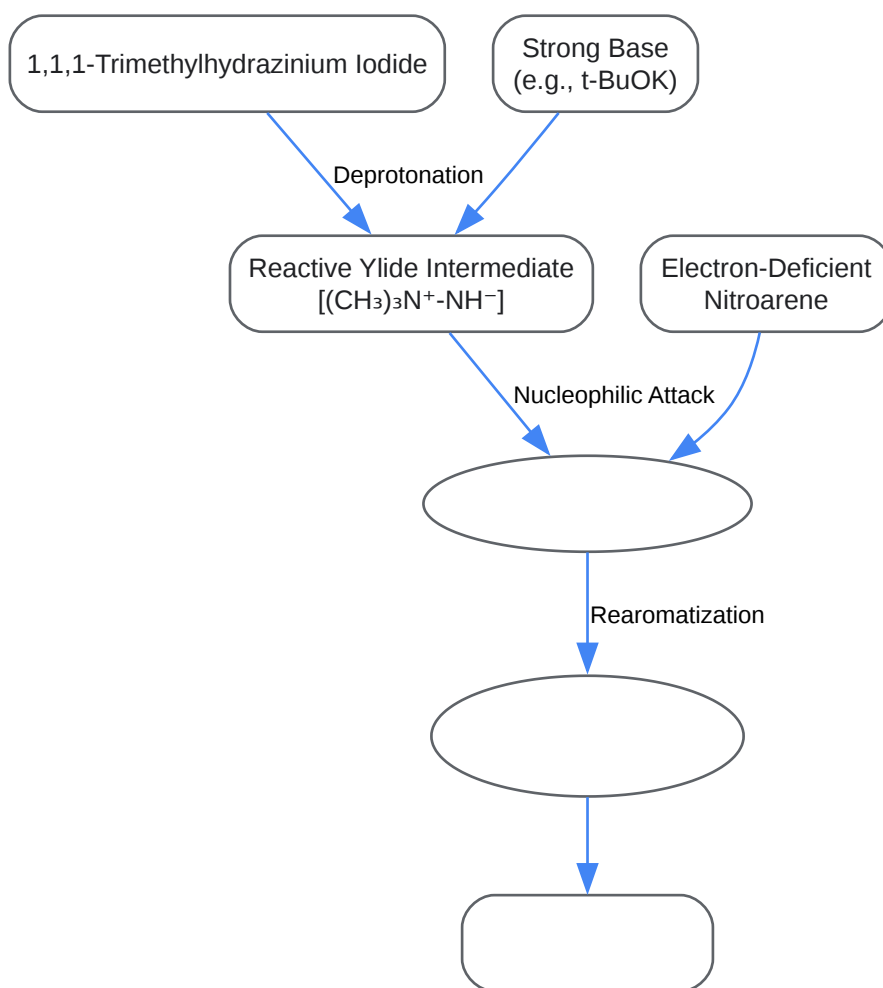 1,1,1-Trimethylhydrazinium Iodide
Strong Base
(e.g., t-BuOK)
Deprotonation
Reactive Ylide Intermediate
[(CH₃)₃N⁺-NH⁻]
Electron-Deficient
Nitroarene
Nucleophilic Attack
Rearomatization